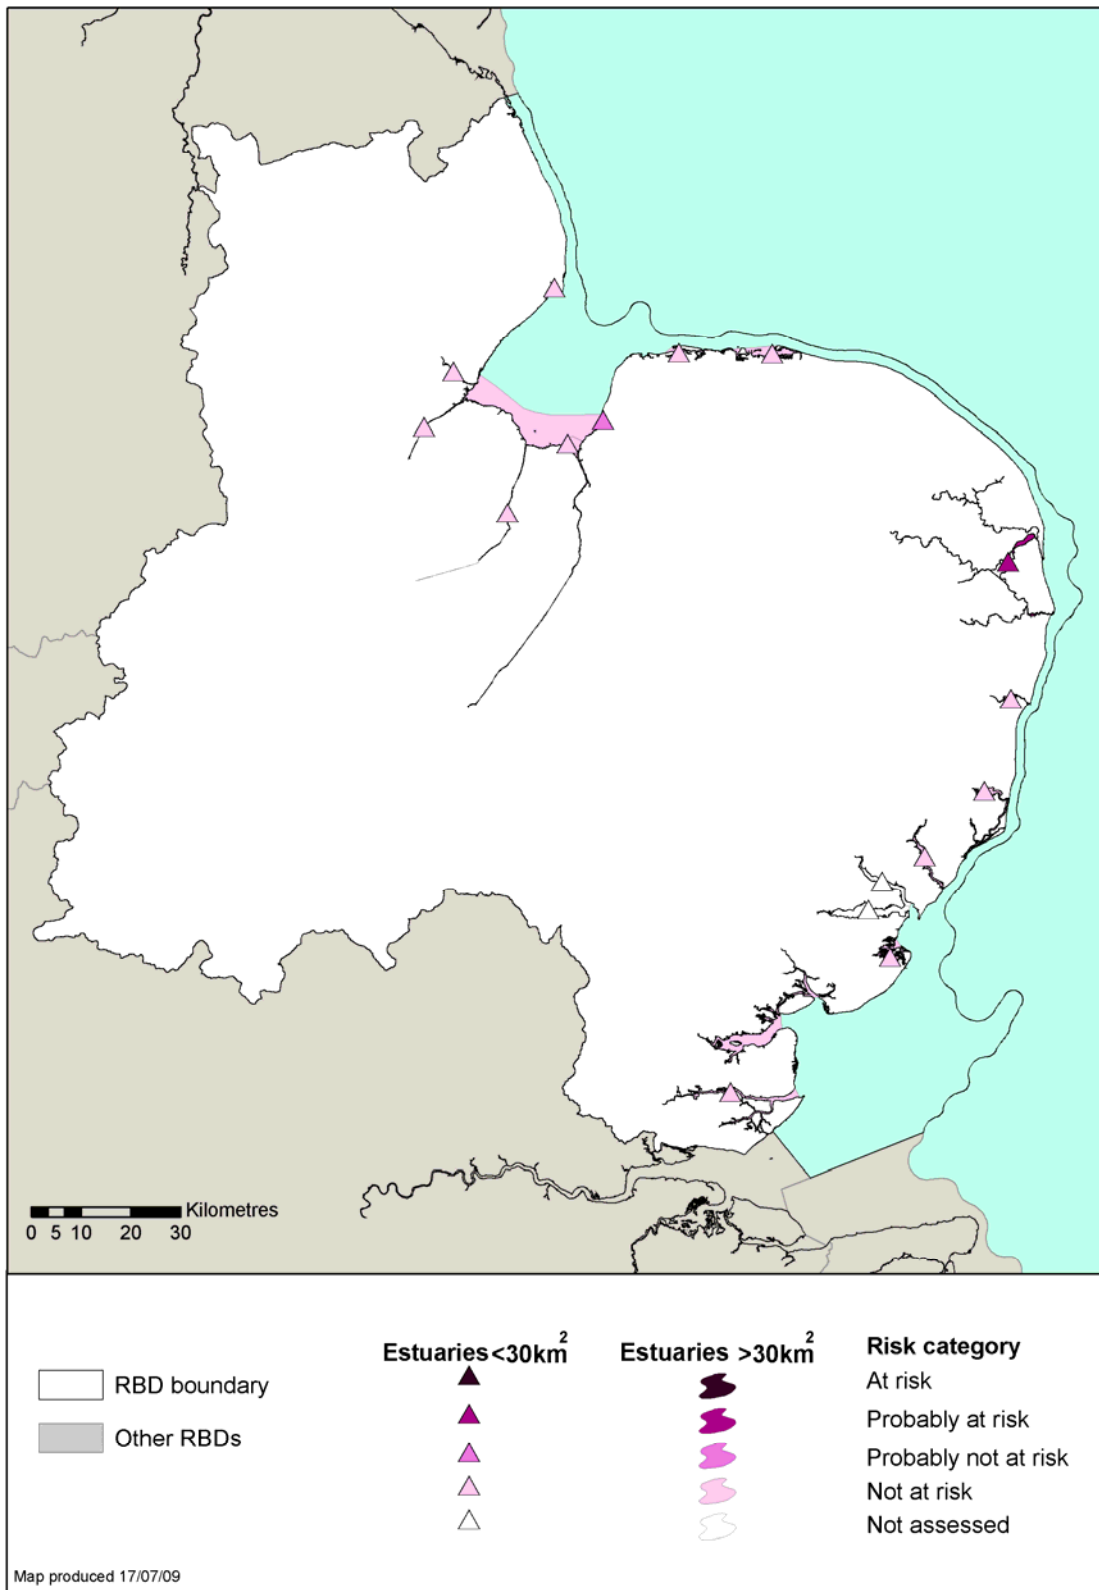 Kilometres
0 5 10 20 30
Estuaries <30km2
Estuaries >30km2
Risk category
RBD boundary
Other RBDs
At risk
Probably at risk
Probably not at risk
Not at risk
Not assessed
Map produced 17/07/09